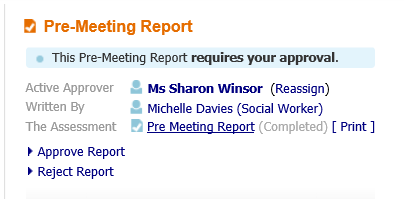 Pre-Meeting Report
This Pre-Meeting Report requires your approval.
Active Approver Ms Sharon Winsor (Reassign)
Written By Michelle Davies (Social Worker)
The Assessment Pre Meeting Report (Completed) [ Print ]
Approve Report
Reject Report